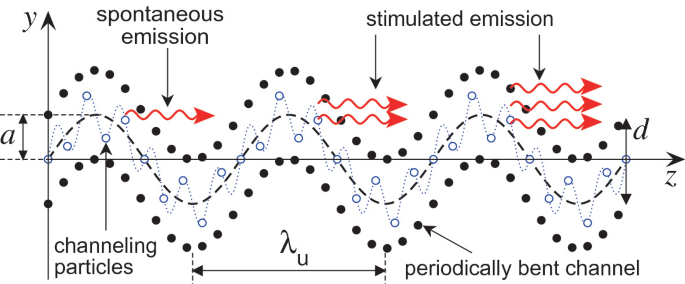 y
spontaneous
emission
stimulated emission
a
d
z
channeling
particles
λu
periodically bent channel